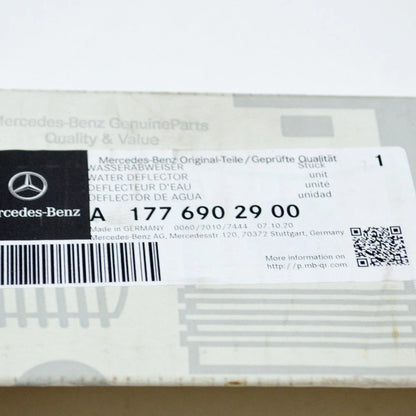 Mercedes-Benz GenuineParts
Quality & Value
Mercedes-Benz Original-Teile/Geprüfte Qualität 1
WASSERABWEISER Stück
WATER DEFLECTOR unit
DEFLECTEUR D'EAU unité
DEFLECTOR DE AGUA unidad
Mercedes-Benz
A 177 690 29 00
Made in GERMANY 0060/7010/7444 07.10.20
Mercedes-Benz AG, Mercedesstr 120, 70372 Stuttgart, Germany
More information on
http://p.mb-qr.com.